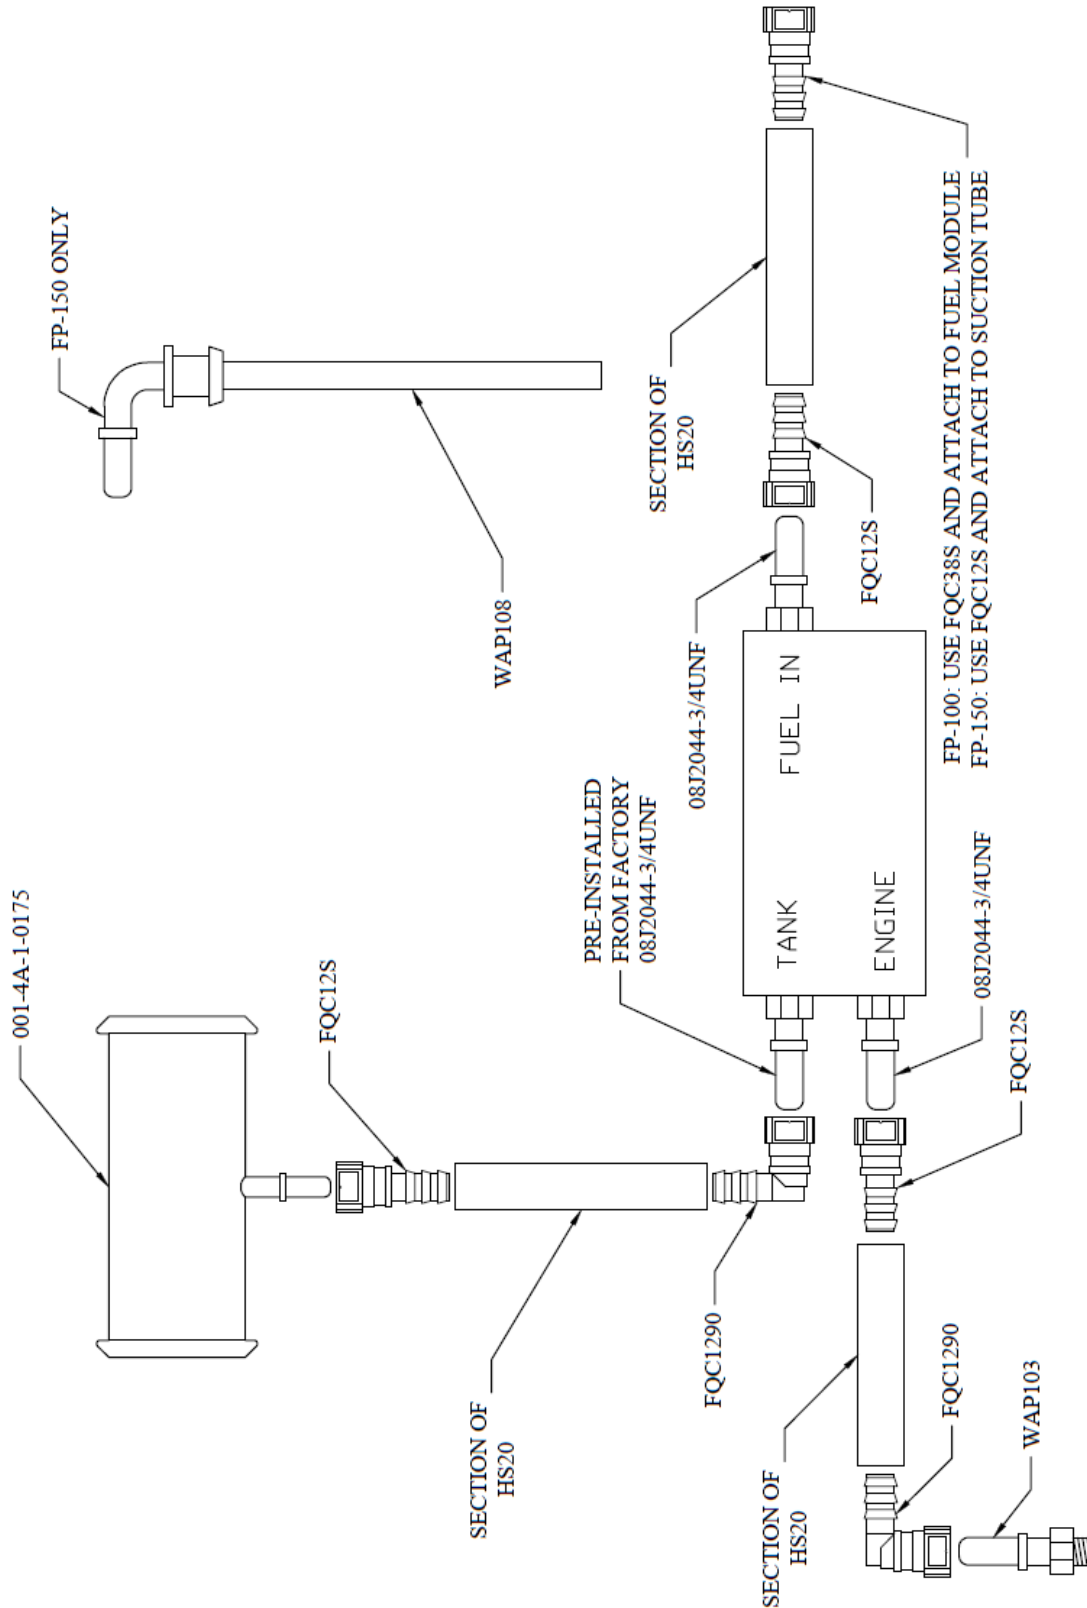 001-4A-1-0175
FP-150 ONLY
FQC12S
WAP108
SECTION OF
HS20
SECTION OF
HS20
FQC1290
PRE-INSTALLED
FROM FACTORY
08J2044-3/4UNF
08J2044-3/4UNF
FQC12S
TANK
FUEL IN
ENGINE
SECTION OF
HS20
FQC1290
WAP103
FQC12S
08J2044-3/4UNF
FP-100: USE FQC38S AND ATTACH TO FUEL MODULE
FP-150: USE FQC12S AND ATTACH TO SUCTION TUBE